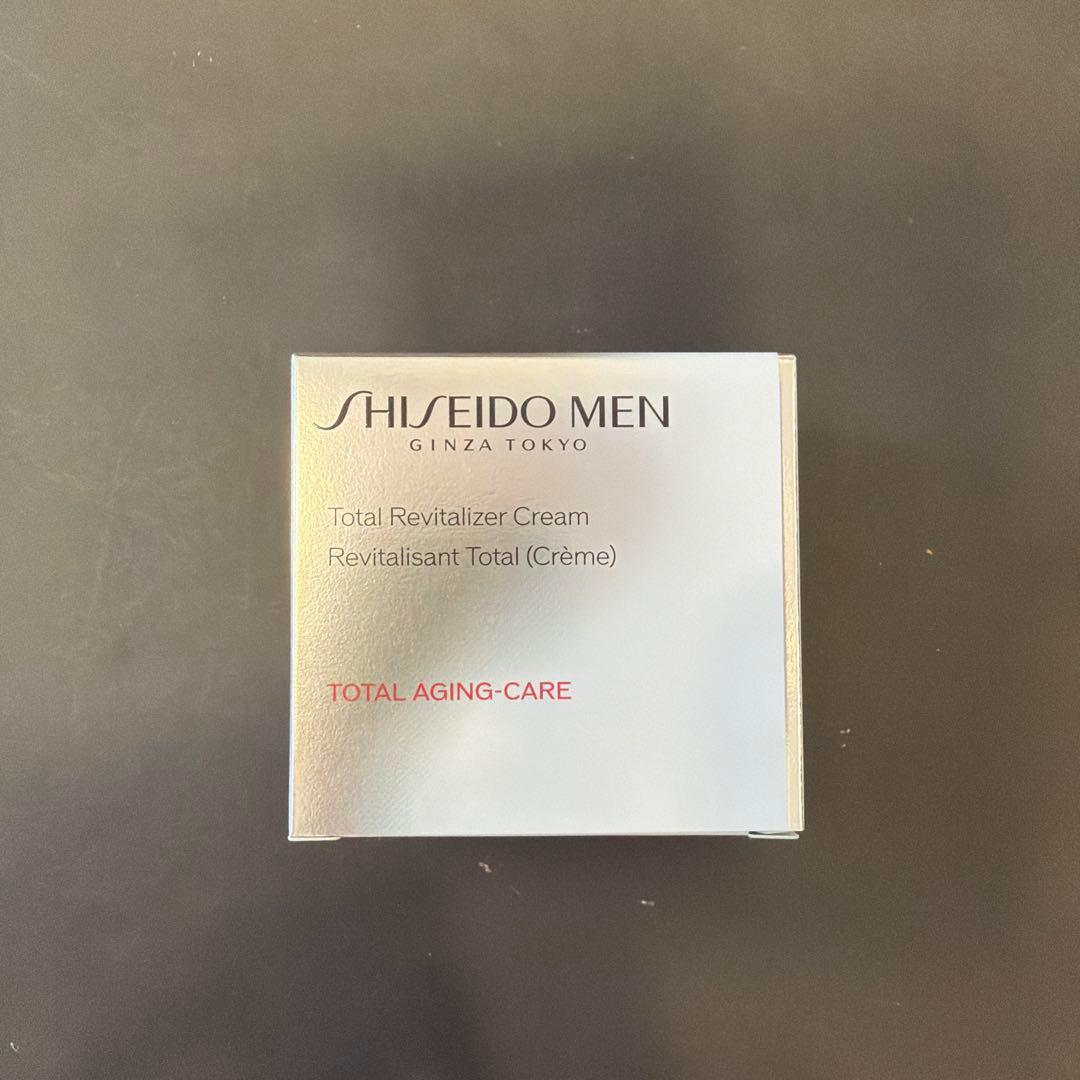 SHISEIDO MEN
GINZA TOKYO
Total Revitalizer Cream
Revitalisant Total (Crème)
TOTAL AGING-CARE